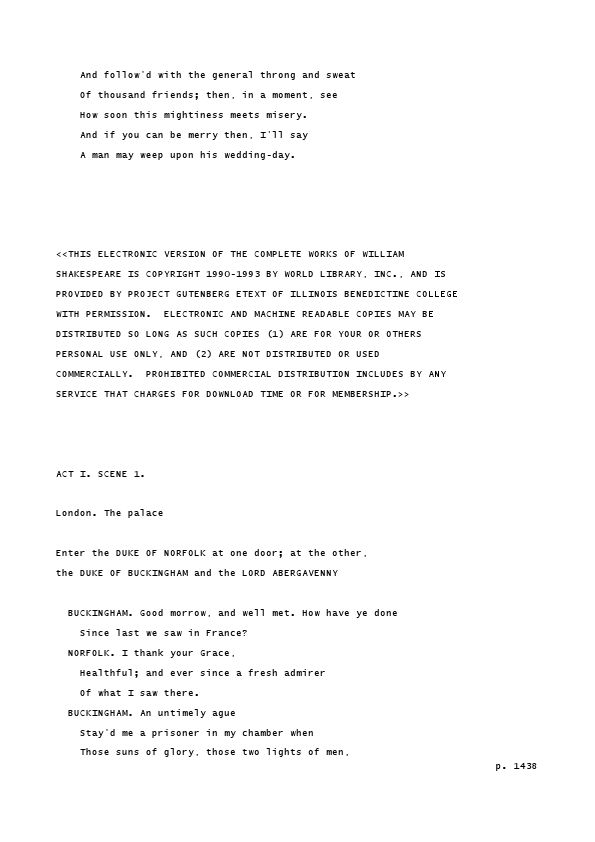 And follow'd with the general throng and sweat
Of thousand friends; then, in a moment, see
How soon this mightiness meets misery.
And if you can be merry then, I'll say
A man may weep upon his wedding-day.
<<THIS ELECTRONIC VERSION OF THE COMPLETE WORKS OF WILLIAM
SHAKESPEARE IS COPYRIGHT 1990-1993 BY WORLD LIBRARY, INC., AND IS
PROVIDED BY PROJECT GUTENBERG ETEXT OF ILLINOIS BENEDICTINE COLLEGE
WITH PERMISSION.  ELECTRONIC AND MACHINE READABLE COPIES MAY BE
DISTRIBUTED SO LONG AS SUCH COPIES (1) ARE FOR YOUR OR OTHERS
PERSONAL USE ONLY, AND (2) ARE NOT DISTRIBUTED OR USED
COMMERCIALLY.  PROHIBITED COMMERCIAL DISTRIBUTION INCLUDES BY ANY
SERVICE THAT CHARGES FOR DOWNLOAD TIME OR FOR MEMBERSHIP.>>
ACT I. SCENE 1.
London. The palace
Enter the DUKE OF NORFOLK at one door; at the other,
the DUKE OF BUCKINGHAM and the LORD ABERGAVENNY
BUCKINGHAM. Good morrow, and well met. How have ye done
Since last we saw in France?
NORFOLK. I thank your Grace,
Healthful; and ever since a fresh admirer
Of what I saw there.
BUCKINGHAM. An untimely ague
Stay'd me a prisoner in my chamber when
Those suns of glory, those two lights of men,
p. 1438